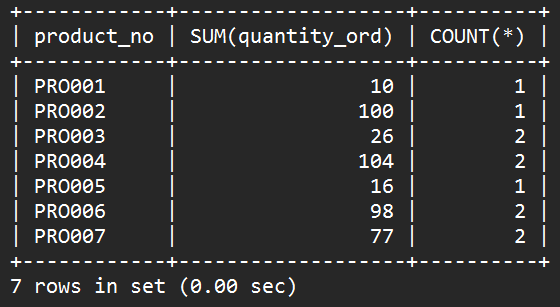 +------------+-------------------+----------+
| product_no | SUM(quantity_ord) | COUNT(*) |
+------------+-------------------+----------+
| PRO001     |                10 |        1 |
| PRO002     |               100 |        1 |
| PRO003     |                26 |        2 |
| PRO004     |               104 |        2 |
| PRO005     |                16 |        1 |
| PRO006     |                98 |        2 |
| PRO007     |                77 |        2 |
+------------+-------------------+----------+
7 rows in set (0.00 sec)